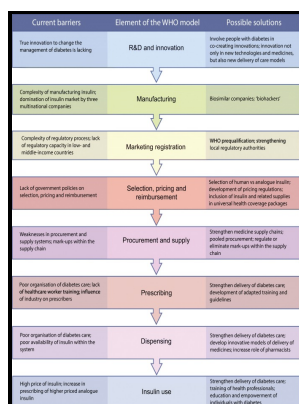 Current barriers
Element of the WHO model
Possible solutions
True innovation to change the
management of diabetes is lacking
R&D and innovation
Involve people with diabetes in
co-creating innovations; innovation not
only in new technologies and medicines,
but also new delivery of care models
Complexity of manufacturing insulin;
domination of insulin market by three
multinational companies
Manufacturing
Biosimilar companies; 'biohackers'
Complexity of regulatory process; lack
of regulatory capacity in low- and
middle-income countries
Marketing registration
WHO prequalification; strengthening
local regulatory authorities
Lack of government policies on
selection, pricing and reimbursement
Selection, pricing and
reimbursement
Selection of human vs analogue insulin;
development of pricing regulations;
inclusion of insulin and related supplies
in universal health coverage packages
Weaknesses in procurement and
supply systems; mark-ups within the
supply chain
Procurement and supply
Strengthen medicine supply chains;
pooled procurement; regulate or
eliminate mark-ups within the supply
chain
Poor organisation of diabetes care; lack
of healthcare worker training influence
of industry on prescribers
Prescribing
Strengthen delivery of diabetes care;
development of adapted training and
guidelines
Poor organisation of diabetes care;
poor availability of insulin within the
system
Dispensing
Strengthen delivery of diabetes care;
develop innovative models of delivery of
medicines; increase role of pharmacists
High price of insulin; increase in
prescribing of higher priced analogue
insulin
Insulin use
Strengthen delivery of diabetes care;
training of health professionals;
education and empowerment of
individuals with diabetes